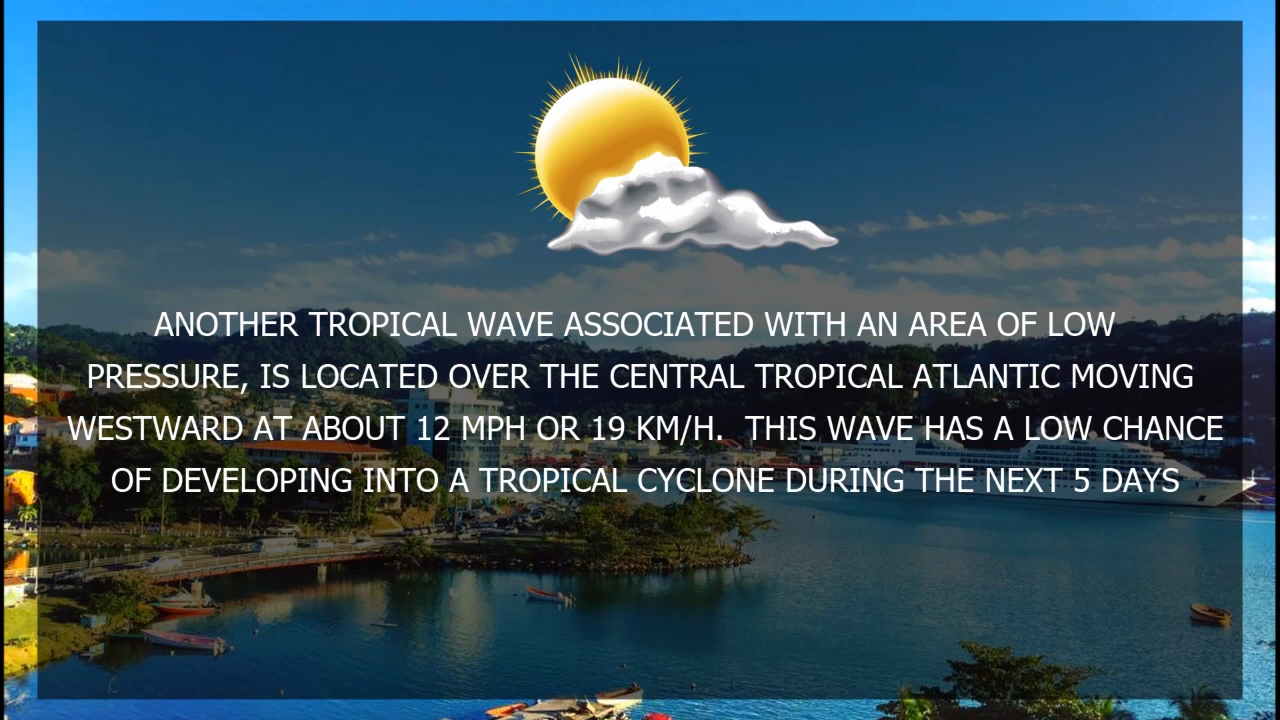 ANOTHER TROPICAL WAVE ASSOCIATED WITH AN AREA OF LOW
PRESSURE, IS LOCATED OVER THE CENTRAL TROPICAL ATLANTIC MOVING
WESTWARD AT ABOUT 12 MPH OR 19 KM/H.  THIS WAVE HAS A LOW CHANCE
OF DEVELOPING INTO A TROPICAL CYCLONE DURING THE NEXT 5 DAYS